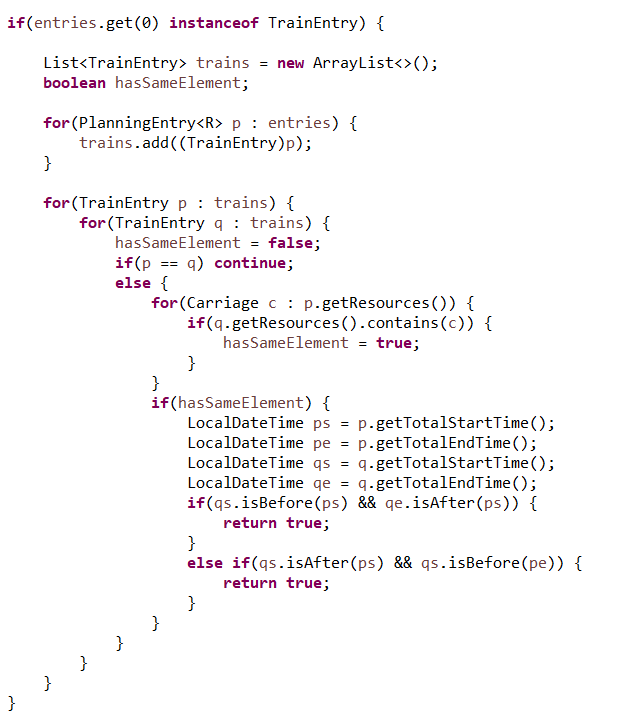 if(entries.get(0) instanceof TrainEntry) {
List<TrainEntry> trains = new ArrayList<>();
boolean hasSameElement;
for(PlanningEntry<R> p : entries) {
trains.add((TrainEntry)p);
}
for(TrainEntry p : trains) {
for(TrainEntry q : trains) {
hasSameElement = false;
if(p == q) continue;
else {
for(Carriage c : p.getResources()) {
if(q.getResources().contains(c)) {
hasSameElement = true;
}
}
if(hasSameElement) {
LocalDateTime ps = p.getTotalStartTime();
LocalDateTime pe = p.getTotalEndTime();
LocalDateTime qs = q.getTotalStartTime();
LocalDateTime qe = q.getTotalEndTime();
if(qs.isBefore(ps) && qe.isAfter(ps)) {
return true;
}
else if(qs.isAfter(ps) && qs.isBefore(pe)) {
return true;
}
}
}
}
}
}